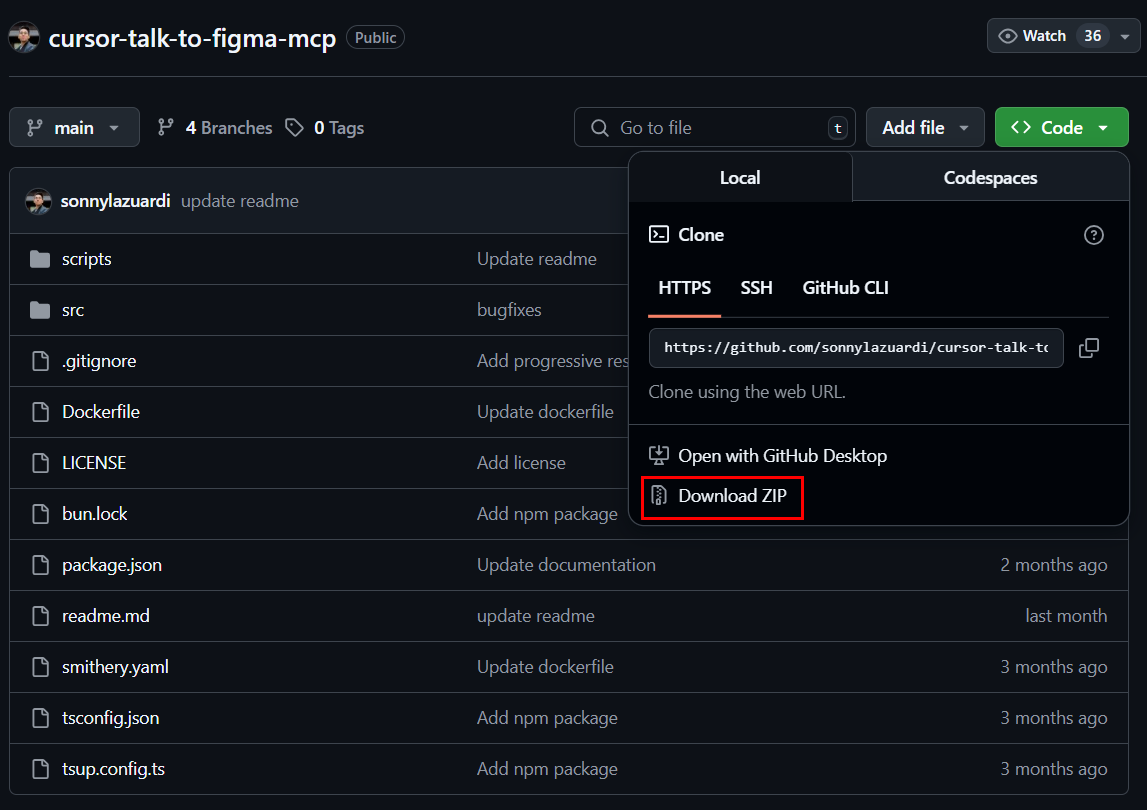 cursor-talk-to-figma-mcp Public Watch 36
main 4 Branches 0 Tags Go to file t Add file Code
sonnylazuardi update readme
Local Codespaces
Clone
HTTPS SSH GitHub CLI
https://github.com/sonnylazuardi/cursor-talk-to
Clone using the web URL.
Open with GitHub Desktop
Download ZIP
scripts Update readme
src bugfixes
.gitignore Add progressive res
Dockerfile Update dockerfile
LICENSE Add license
bun.lock Add npm package
package.json Update documentation 2 months ago
readme.md update readme last month
smithery.yaml Update dockerfile 3 months ago
tsconfig.json Add npm package 3 months ago
tsup.config.ts Add npm package 3 months ago